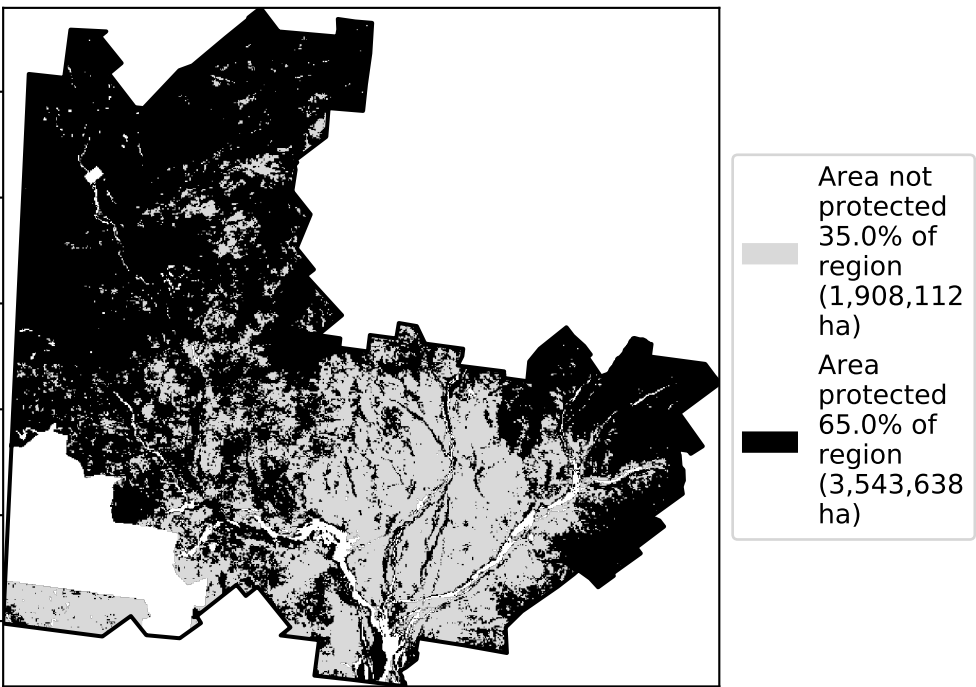 Area not
protected
35.0% of
region
(1,908,112
ha)
Area
protected
65.0% of
region
(3,543,638
ha)